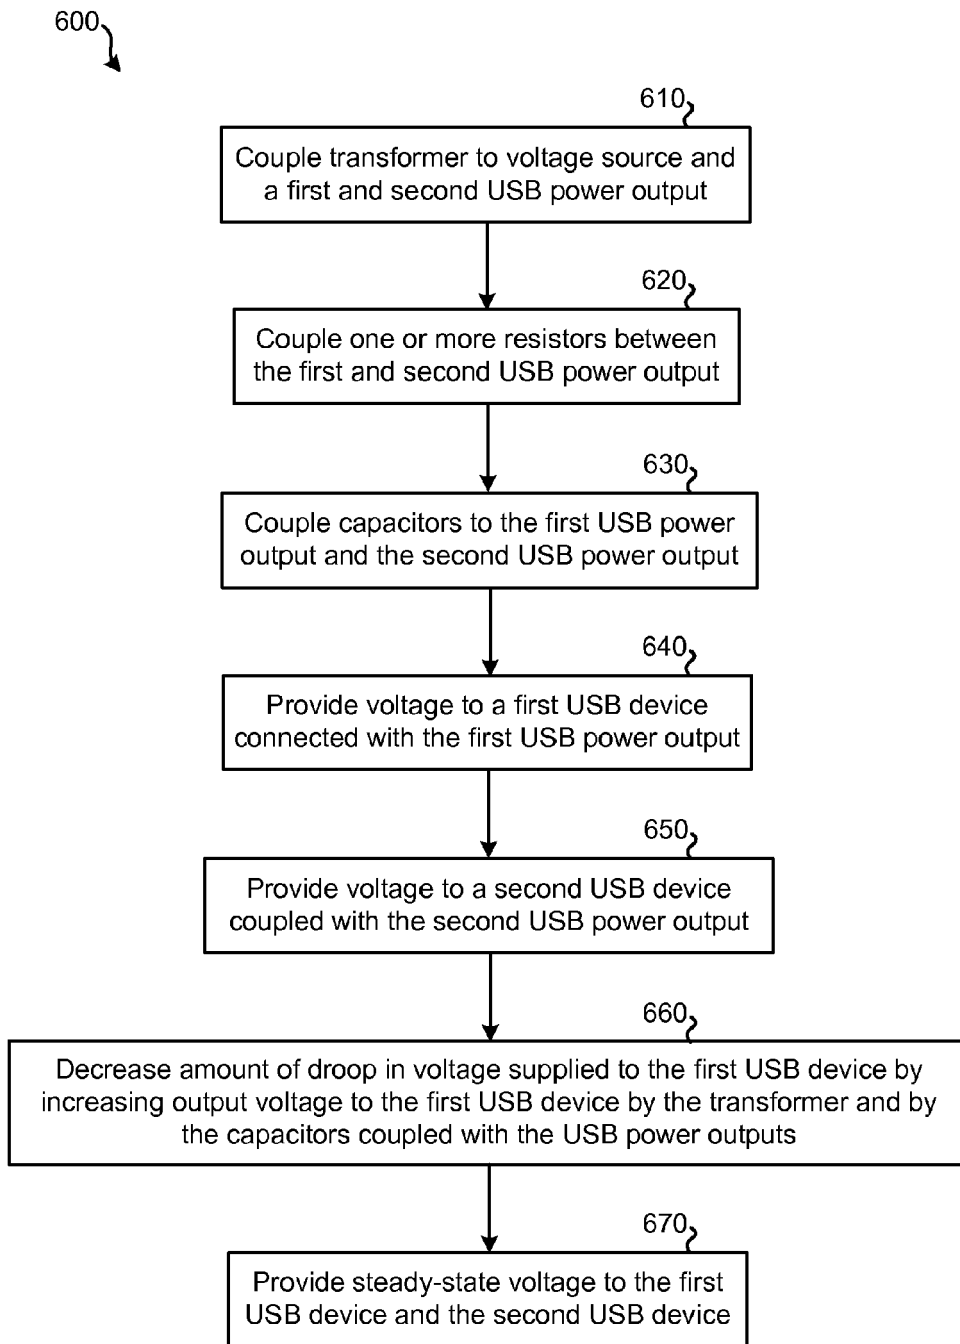 600
610
Couple transformer to voltage source and
a first and second USB power output
620
Couple one or more resistors between
the first and second USB power output
630
Couple capacitors to the first USB power
output and the second USB power output
640
Provide voltage to a first USB device
connected with the first USB power output
650
Provide voltage to a second USB device
coupled with the second USB power output
660
Decrease amount of droop in voltage supplied to the first USB device by
increasing output voltage to the first USB device by the transformer and by
the capacitors coupled with the USB power outputs
670
Provide steady-state voltage to the first
USB device and the second USB device